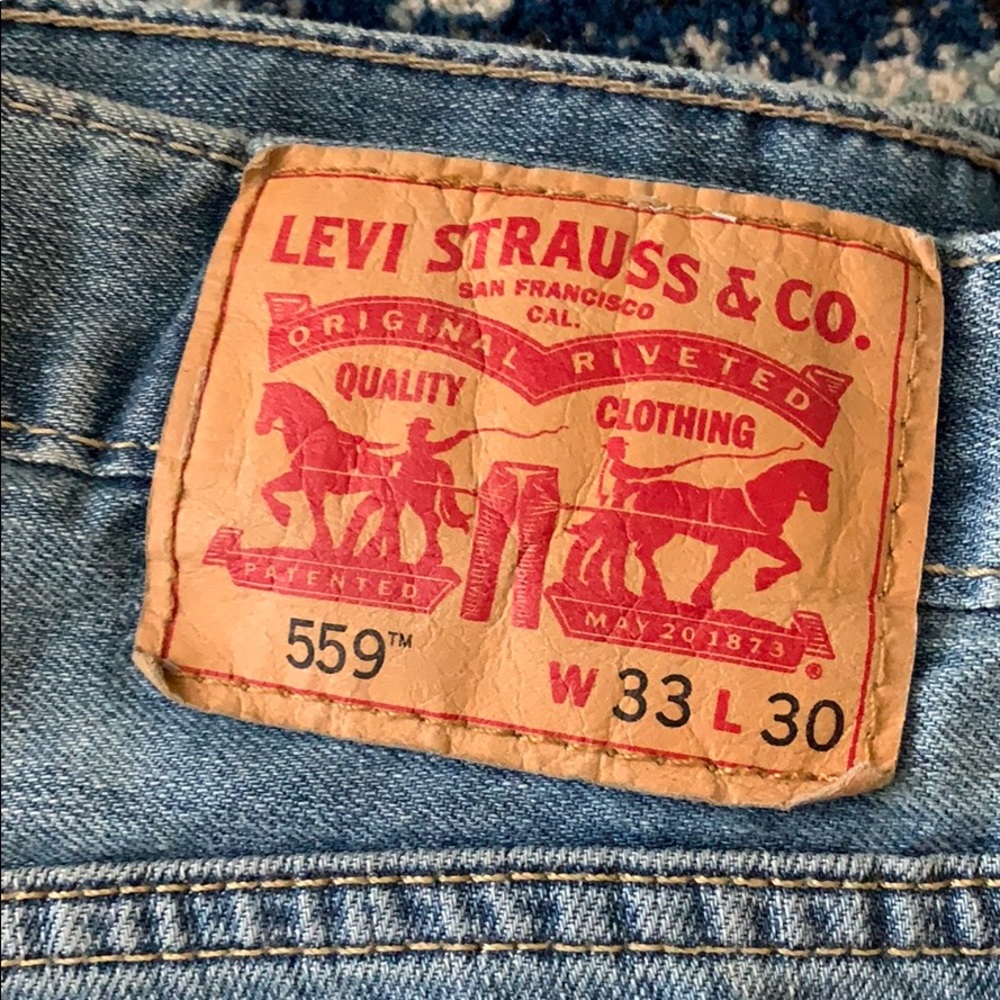 LEVI STRAUSS & CO.
SAN FRANCISCO
CAL.
ORIGINAL RIVETED
QUALITY CLOTHING
PATENTED MAY 20 1873 ®
559™ W 33 L 30